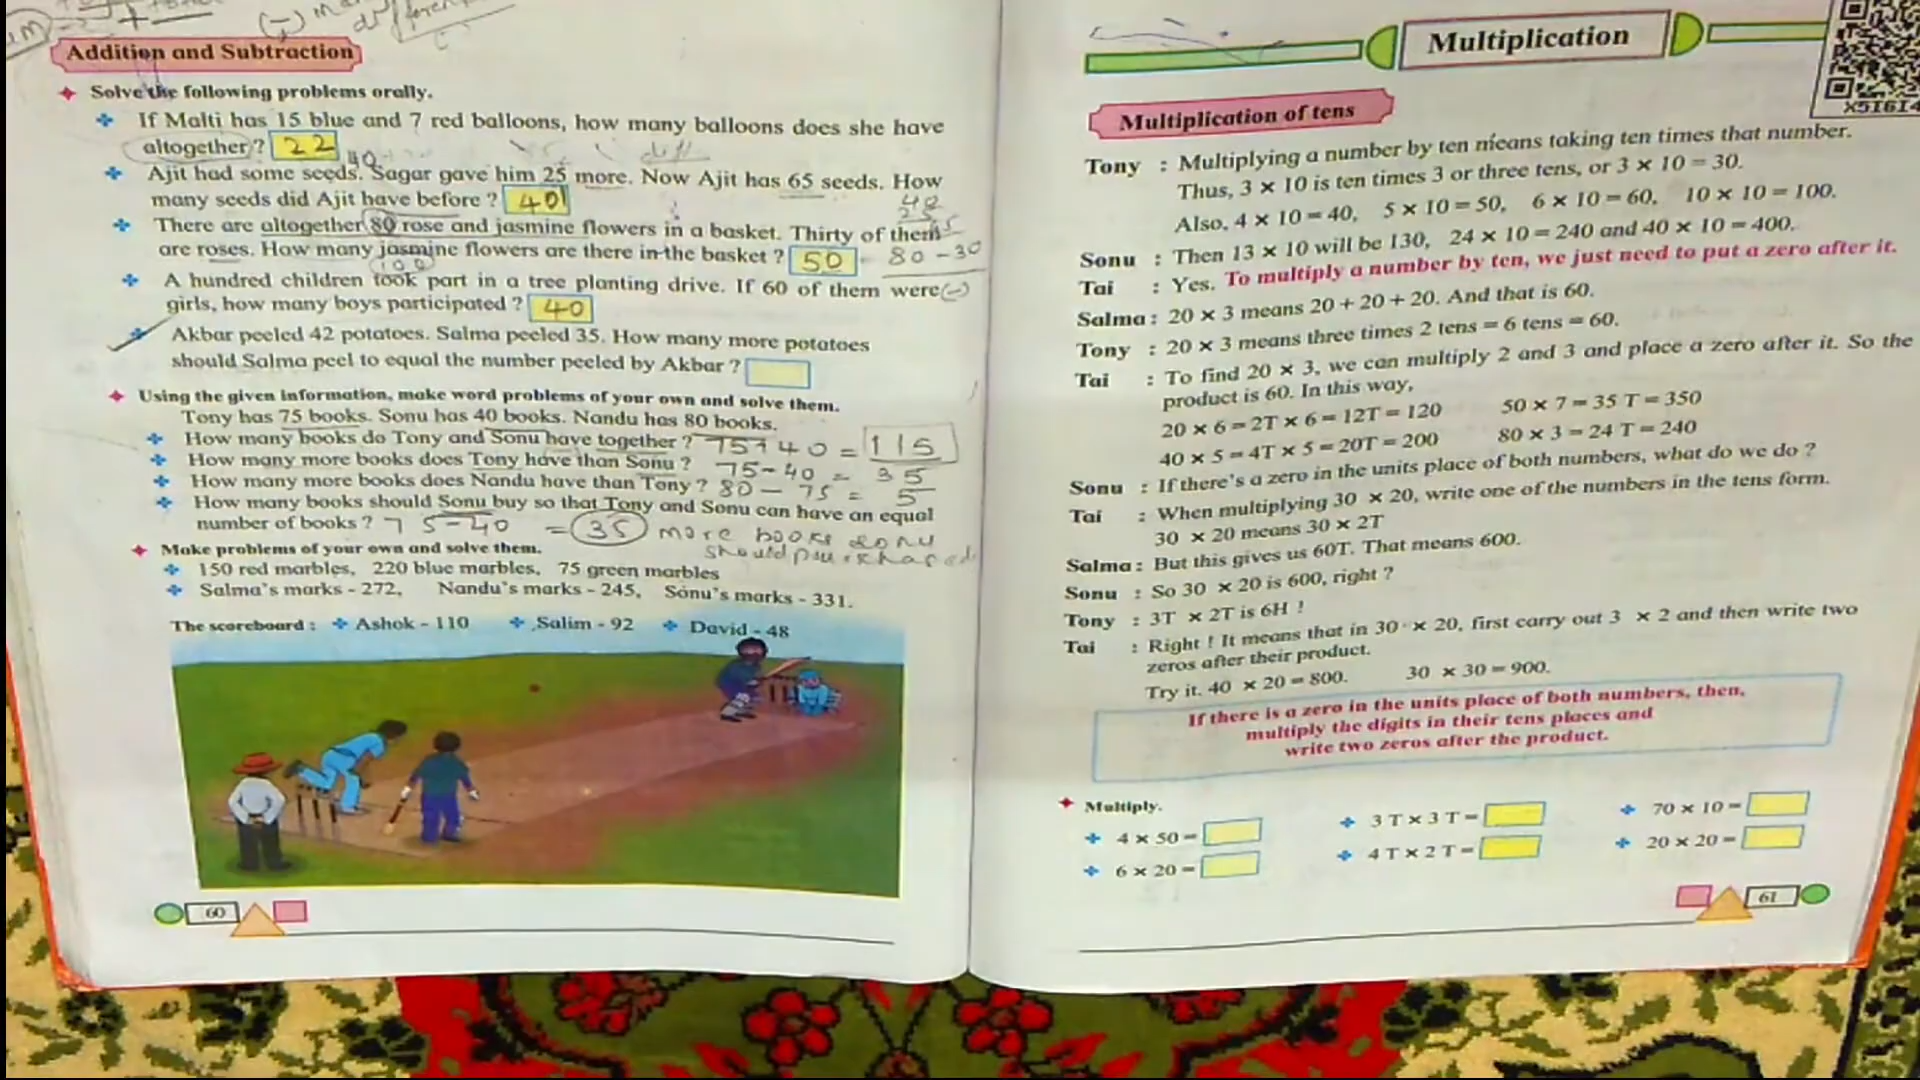 Addition and Subtraction
Solve the following problems orally.
If Malti has 15 blue and 7 red balloons, how many balloons does she have
altogether ? 22
40
Ajit had some seeds. Sagar gave him 25 more. Now Ajit has 65 seeds. How
many seeds did Ajit have before ? 40
There are altogether 80 rose and jasmine flowers in a basket. Thirty of them
are roses. How many jasmine flowers are there in the basket ? 50 80 - 30
100
A hundred children took part in a tree planting drive. If 60 of them were (-)
girls, how many boys participated ? 40
Akbar peeled 42 potatoes. Salma peeled 35. How many more potatoes
should Salma peel to equal the number peeled by Akbar ?
Using the given information, make word problems of your own and solve them.
Tony has 75 books. Sonu has 40 books. Nandu has 80 books.
How many books do Tony and Sonu have together ? 75+40 = 115
How many more books does Tony have than Sonu ? 75-40 = 35
How many more books does Nandu have than Tony ? 80 - 75 = 5
How many books should Sonu buy so that Tony and Sonu can have an equal
number of books ? 75-40 = 35 more books sonu
should
Make problems of your own and solve them.
150 red marbles, 220 blue marbles, 75 green marbles
Salma's marks - 272, Nandu's marks - 245, Sonu's marks - 331.
The scoreboard : Ashok - 110 Salim - 92 David - 48
60
Multiplication
X5I6I4
Multiplication of tens
Tony : Multiplying a number by ten means taking ten times that number.
Thus, 3 × 10 is ten times 3 or three tens, or 3 × 10 = 30.
Also, 4 × 10 = 40, 5 × 10 = 50, 6 × 10 = 60, 10 × 10 = 100.
Sonu : Then 13 × 10 will be 130, 24 × 10 = 240 and 40 × 10 = 400.
Tai : Yes. To multiply a number by ten, we just need to put a zero after it.
Salma : 20 × 3 means 20 + 20 + 20. And that is 60.
Tony : 20 × 3 means three times 2 tens = 6 tens = 60.
Tai : To find 20 × 3, we can multiply 2 and 3 and place a zero after it. So the
product is 60. In this way,
20 × 6 = 2T × 6 = 12T = 120 50 × 7 = 35 T = 350
40 × 5 = 4T × 5 = 20T = 200 80 × 3 = 24 T = 240
Sonu : If there's a zero in the units place of both numbers, what do we do ?
Tai : When multiplying 30 × 20, write one of the numbers in the tens form.
30 × 20 means 30 × 2T
Salma : But this gives us 60T. That means 600.
Sonu : So 30 × 20 is 600, right ?
Tony : 3T × 2T is 6H !
Tai : Right ! It means that in 30 × 20, first carry out 3 × 2 and then write two
zeros after their product.
Try it. 40 × 20 = 800. 30 × 30 = 900.
If there is a zero in the units place of both numbers, then,
multiply the digits in their tens places and
write two zeros after the product.
Multiply.
4 × 50 = 3 T × 3 T = 70 × 10 =
6 × 20 = 4 T × 2 T = 20 × 20 =
61